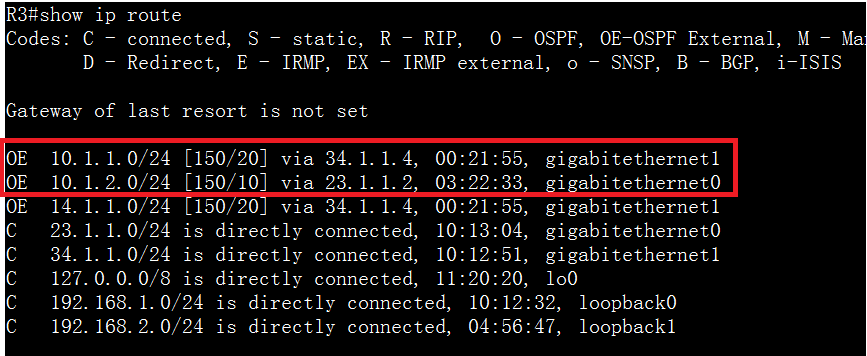 R3#show ip route
Codes: C - connected, S - static, R - RIP,  O - OSPF, OE-OSPF External, M - Ma
D - Redirect, E - IRMP, EX - IRMP external, o - SNSP, B - BGP, i-ISIS
Gateway of last resort is not set
OE  10.1.1.0/24 [150/20] via 34.1.1.4, 00:21:55, gigabitethernet1
OE  10.1.2.0/24 [150/10] via 23.1.1.2, 03:22:33, gigabitethernet0
OE  14.1.1.0/24 [150/20] via 34.1.1.4, 00:21:55, gigabitethernet1
C   23.1.1.0/24 is directly connected, 10:13:04, gigabitethernet0
C   34.1.1.0/24 is directly connected, 10:12:51, gigabitethernet1
C   127.0.0.0/8 is directly connected, 11:20:20, lo0
C   192.168.1.0/24 is directly connected, 10:12:32, loopback0
C   192.168.2.0/24 is directly connected, 04:56:47, loopback1